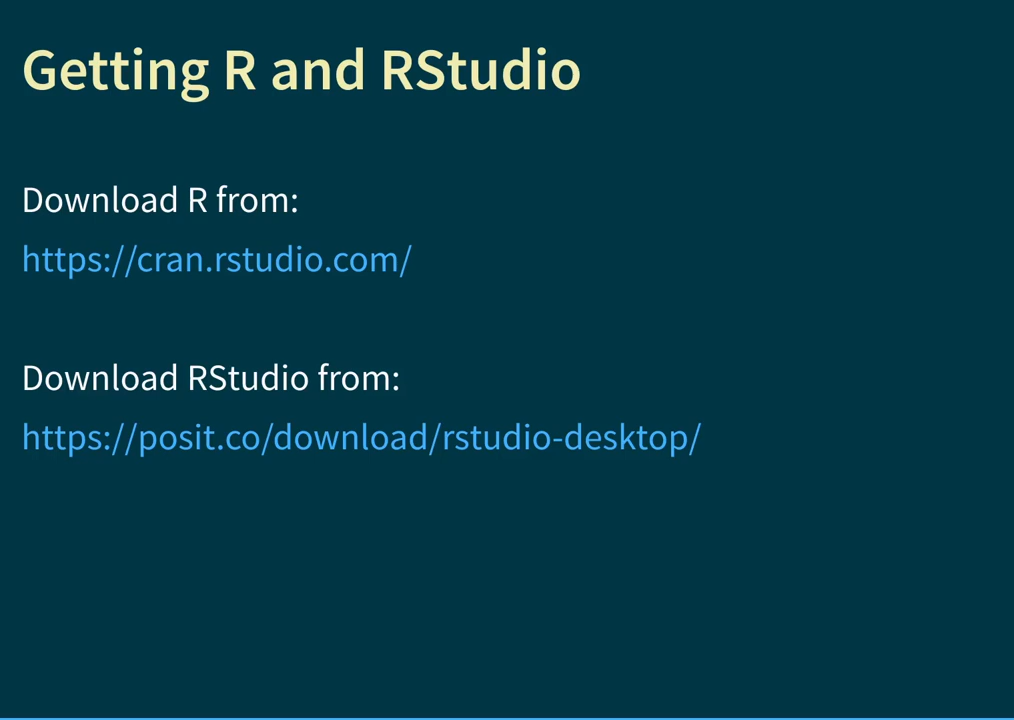 Getting R and RStudio
Download R from:
https://cran.rstudio.com/
Download RStudio from:
https://posit.co/download/rstudio-desktop/